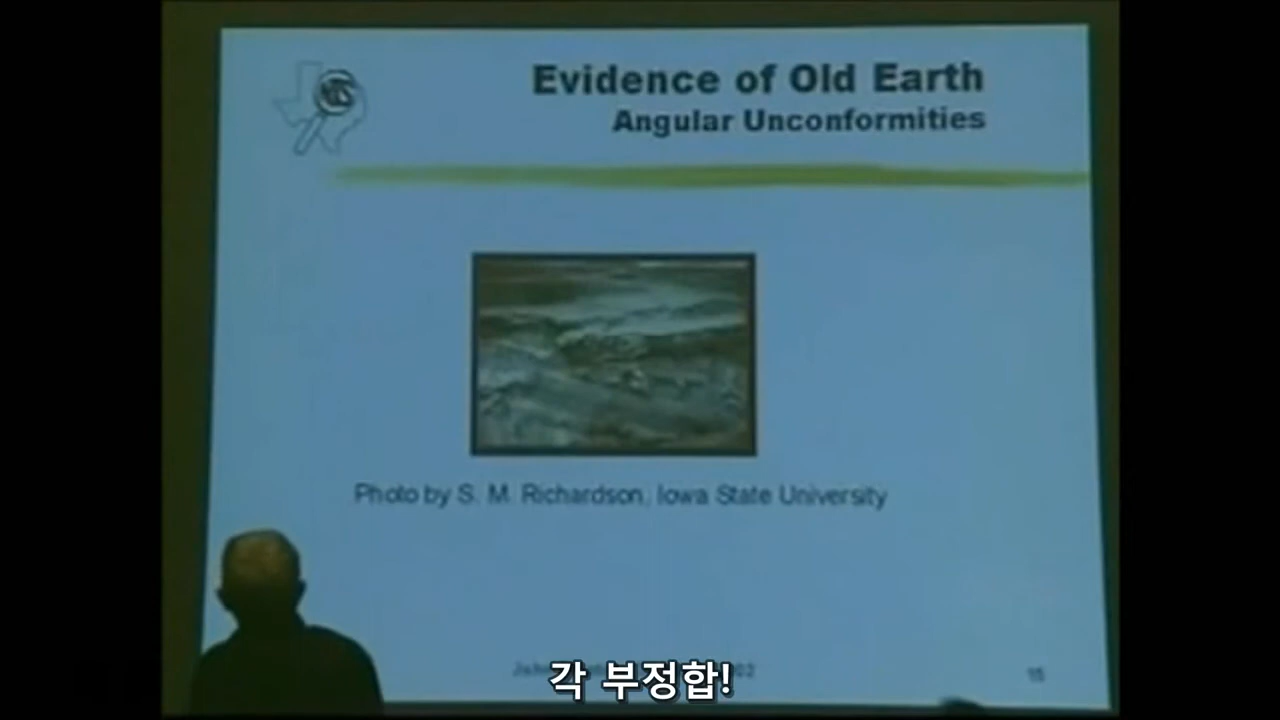 Evidence of Old Earth
Angular Unconformities
Photo by S. M. Richardson, Iowa State University
각 부정합!
15